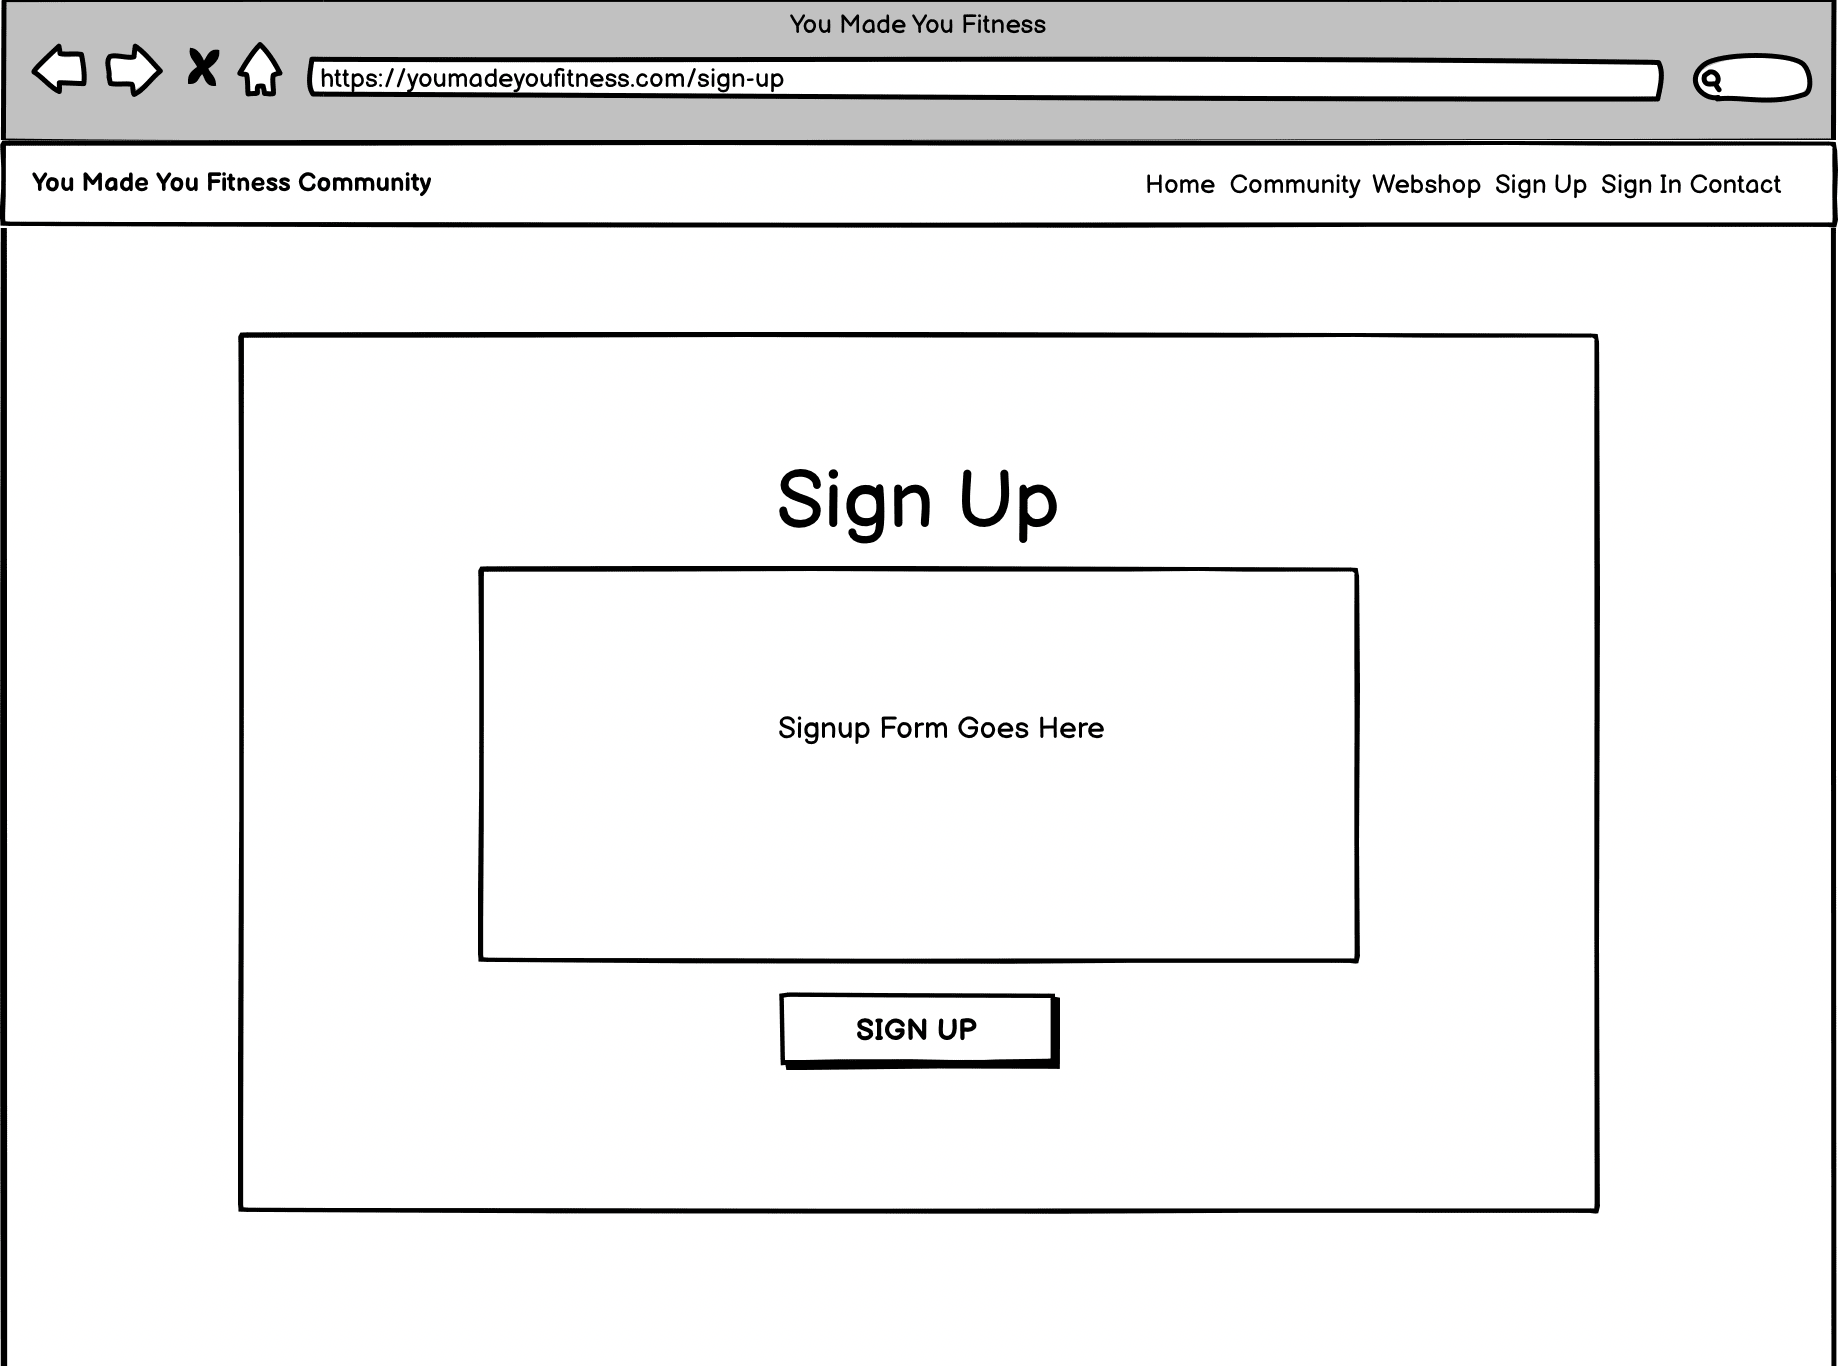 You Made You Fitness
https://youmadeyoufitness.com/sign-up
You Made You Fitness Community
Home Community Webshop Sign Up Sign In Contact
Sign Up
Signup Form Goes Here
SIGN UP